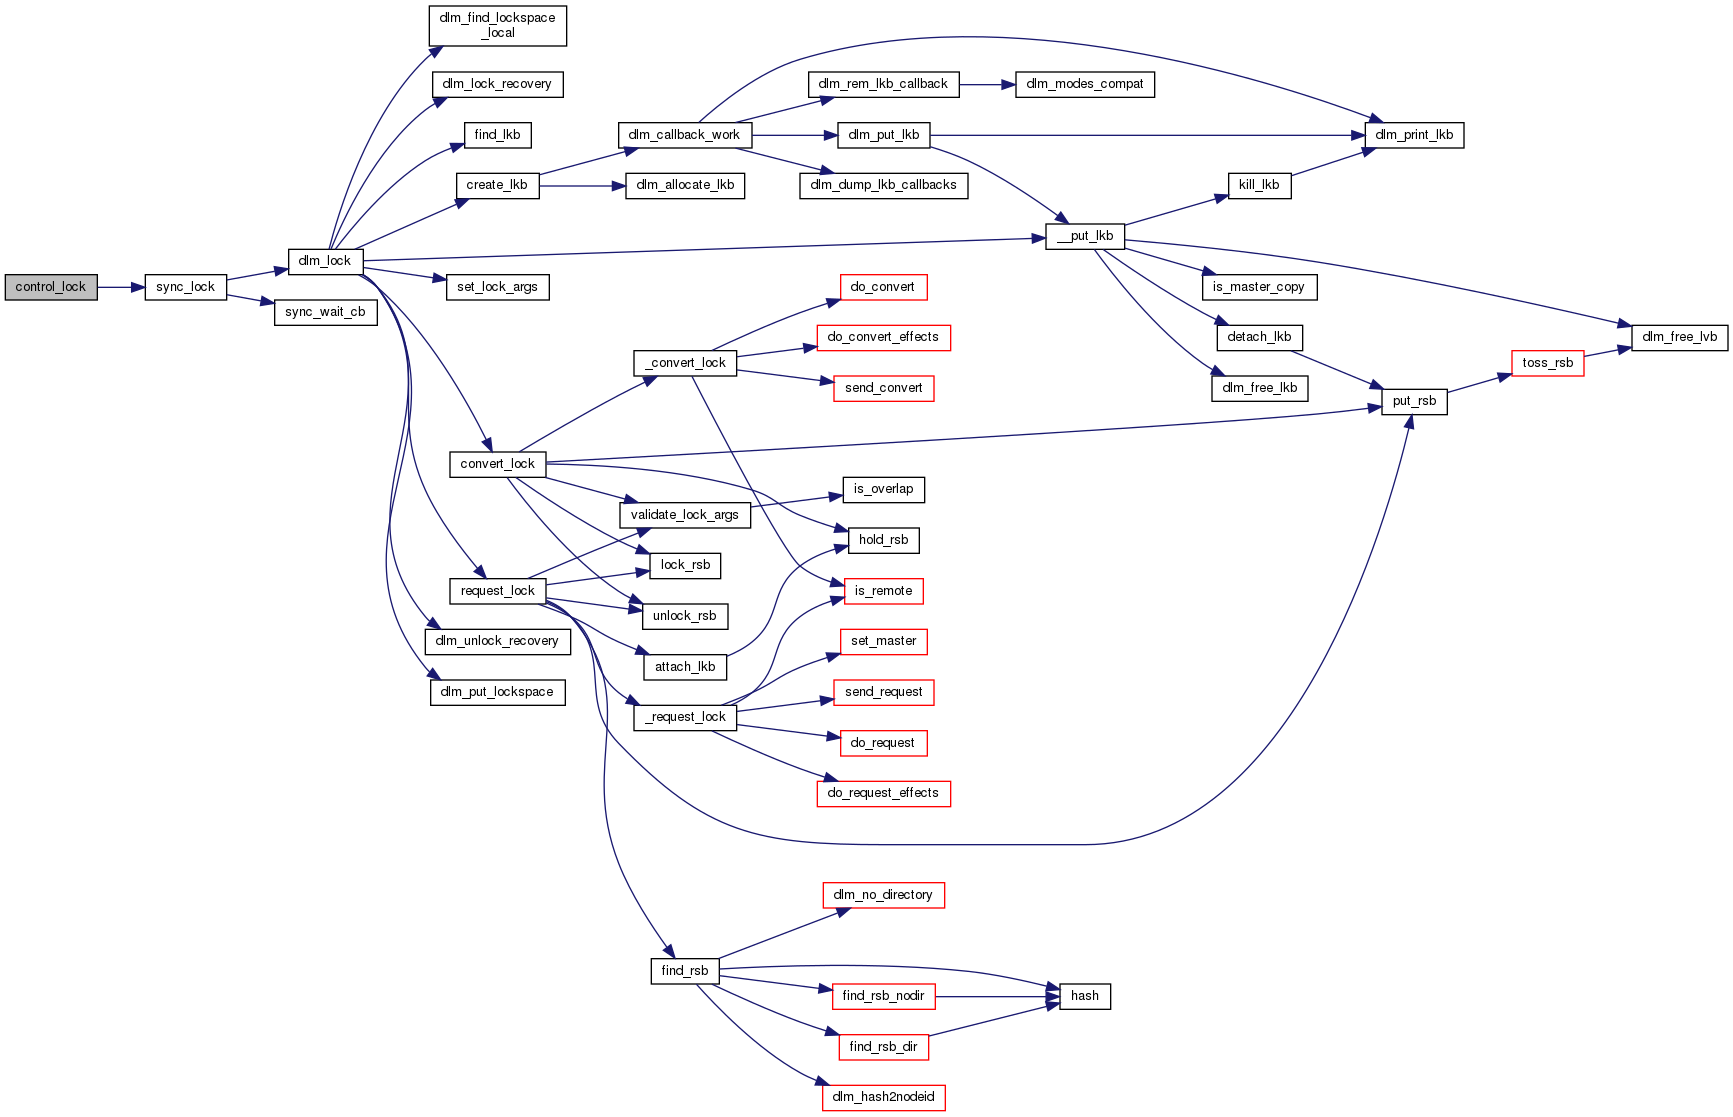 dlm_find_lockspace
_local
dlm_lock_recovery
dlm_rem_lkb_callback
dlm_modes_compat
find_lkb
dlm_callback_work
dlm_put_lkb
dlm_print_lkb
create_lkb
dlm_allocate_lkb
dlm_dump_lkb_callbacks
kill_lkb
__put_lkb
dlm_lock
control_lock
sync_lock
set_lock_args
do_convert
is_master_copy
sync_wait_cb
do_convert_effects
detach_lkb
dlm_free_lvb
_convert_lock
toss_rsb
send_convert
dlm_free_lkb
put_rsb
convert_lock
is_overlap
validate_lock_args
hold_rsb
lock_rsb
request_lock
is_remote
unlock_rsb
dlm_unlock_recovery
set_master
attach_lkb
dlm_put_lockspace
send_request
_request_lock
do_request
do_request_effects
dlm_no_directory
find_rsb
find_rsb_nodir
hash
find_rsb_dir
dlm_hash2nodeid